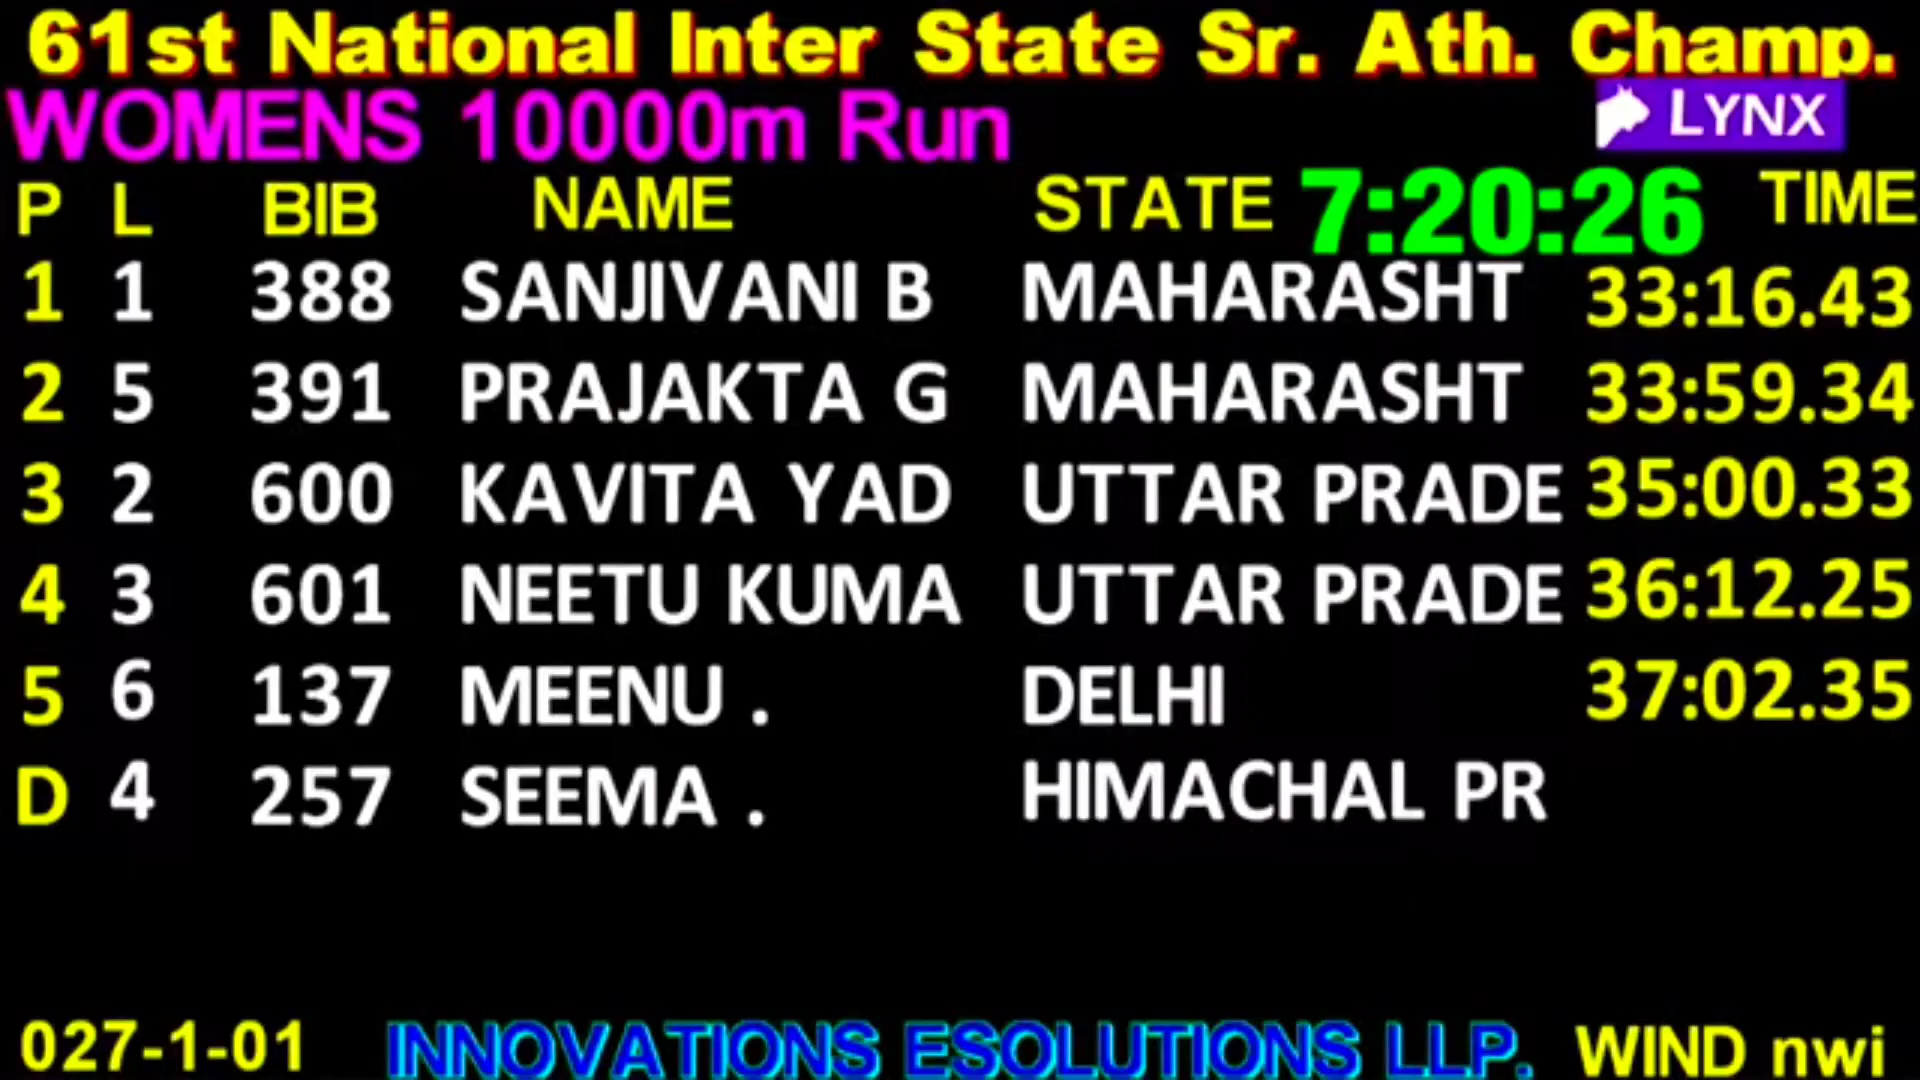 61st National Inter State Sr. Ath. Champ.
WOMENS 10000m Run LYNX
P L BIB NAME STATE 7:20:26 TIME
1 1 388 SANJIVANI B MAHARASHT 33:16.43
2 5 391 PRAJAKTA G MAHARASHT 33:59.34
3 2 600 KAVITA YAD UTTAR PRADE 35:00.33
4 3 601 NEETU KUMA UTTAR PRADE 36:12.25
5 6 137 MEENU . DELHI 37:02.35
D 4 257 SEEMA . HIMACHAL PR
027-1-01 INNOVATIONS ESOLUTIONS LLP. WIND nwi